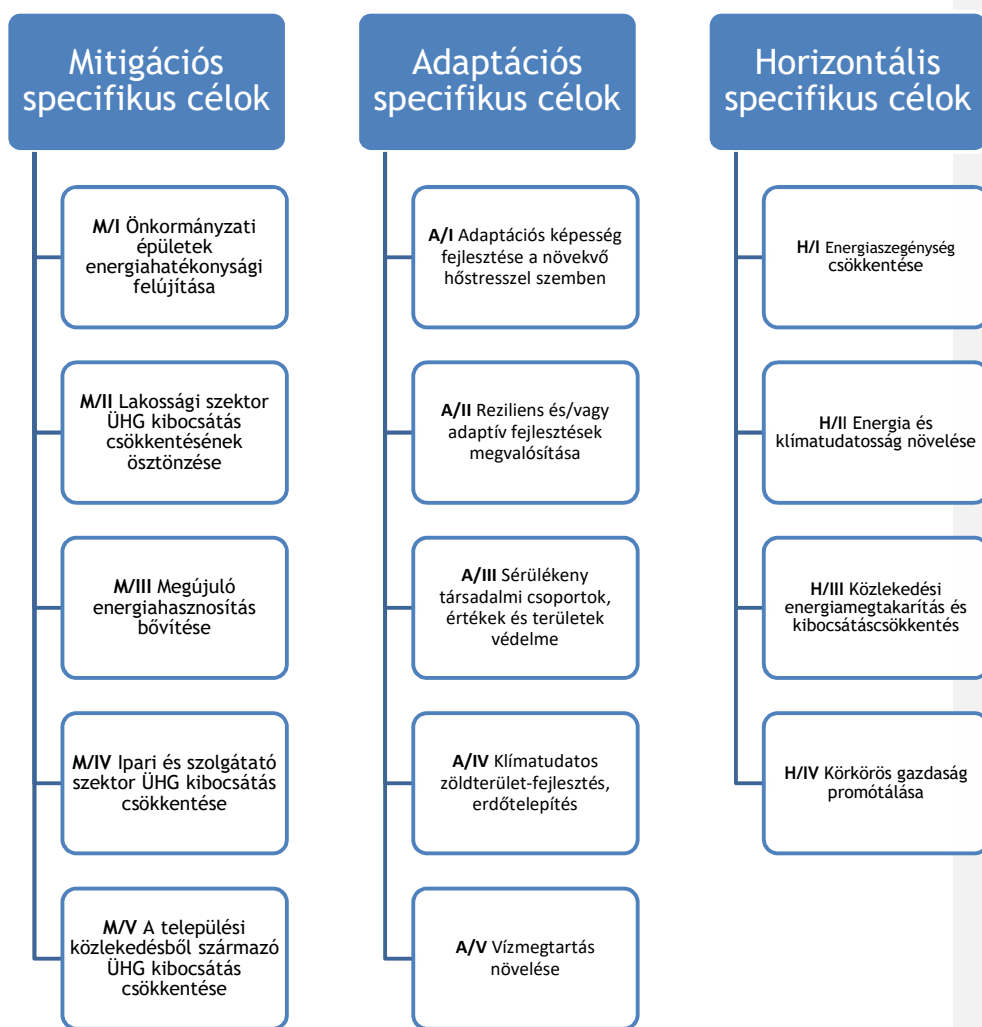 Mitigációs
specifikus célok
M/I Önkormányzati
épületek
energiahatékonysági
felújítása
M/II Lakossági szektor
ÜHG kibocsátás
csökkentésének
ösztönzése
M/III Megújuló
energiahasznosítás
bővítése
M/IV Ipari és szolgátató
szektor ÜHG kibocsátás
csökkentése
M/V A települési
közlekedésből származó
ÜHG kibocsátás
csökkentése
Adaptációs
specifikus célok
A/I Adaptációs képesség
fejlesztése a növekvő
hőstresszel szemben
A/II Reziliens és/vagy
adaptív fejlesztések
megvalósítása
A/III Sérülékeny
társadalmi csoportok,
értékek és területek
védelme
A/IV Klímatudatos
zöldterület-fejlesztés,
erdőtelepítés
A/V Vízmegtartás
növelése
Horizontális
specifikus célok
H/I Energiaszegénység
csökkentése
H/II Energia és
klímatudatosság növelése
H/III Közlekedési
energiamegtakarítás és
kibocsátáscsökkentés
H/IV Körkörös gazdaság
promótálása